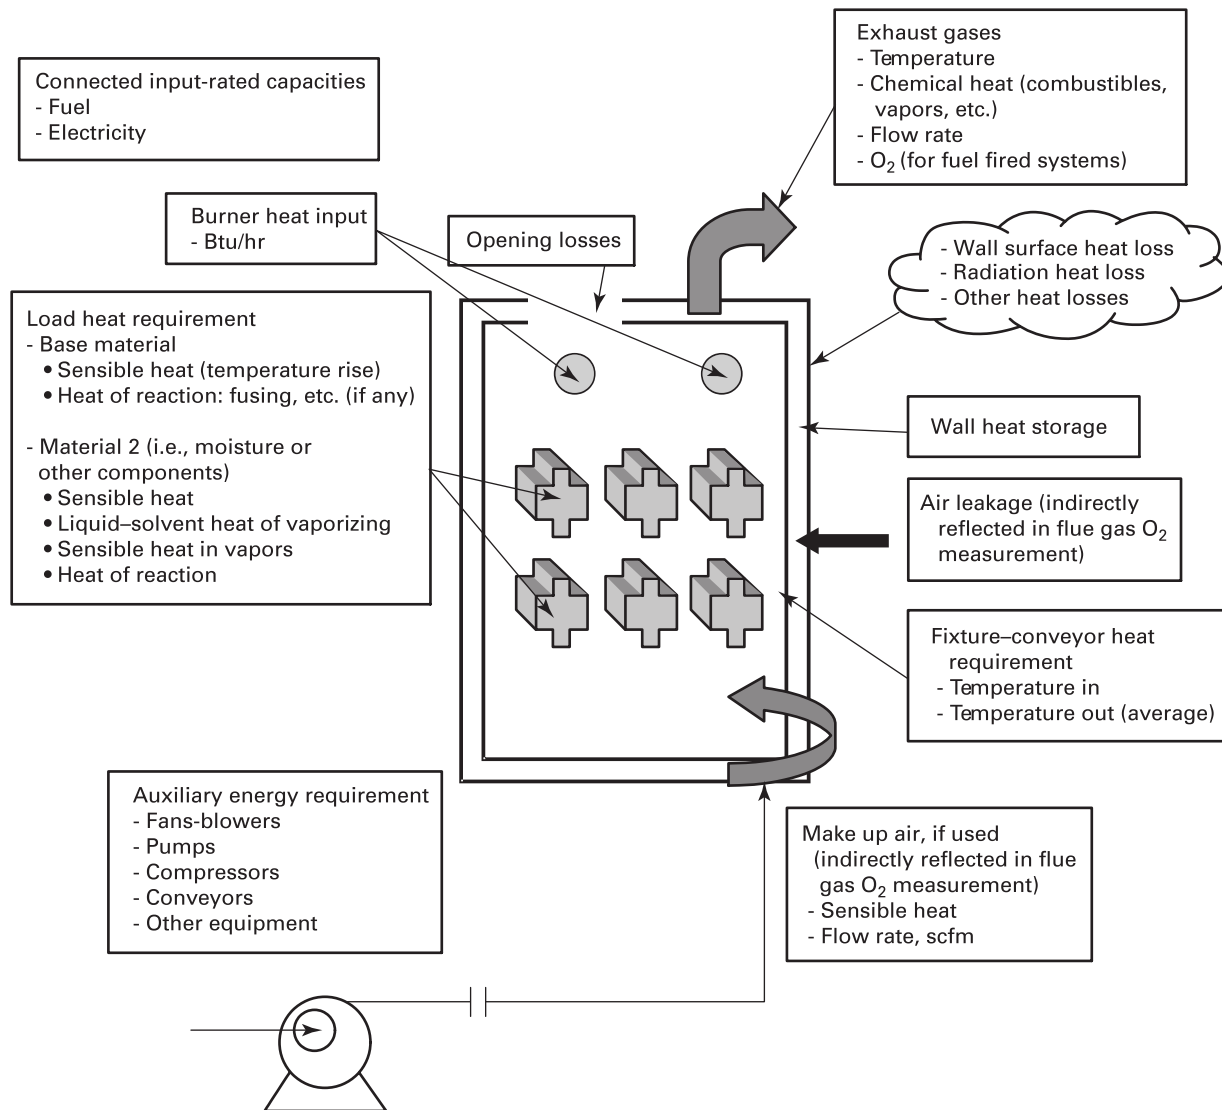 Exhaust gases
- Temperature
- Chemical heat (combustibles,
vapors, etc.)
- Flow rate
- O₂ (for fuel fired systems)
Connected input-rated capacities
- Fuel
- Electricity
Burner heat input
- Btu/hr
Opening losses
- Wall surface heat loss
- Radiation heat loss
- Other heat losses
Load heat requirement
- Base material
• Sensible heat (temperature rise)
• Heat of reaction: fusing, etc. (if any)
- Material 2 (i.e., moisture or
other components)
• Sensible heat
• Liquid–solvent heat of vaporizing
• Sensible heat in vapors
• Heat of reaction
Wall heat storage
Air leakage (indirectly
reflected in flue gas O₂
measurement)
Fixture–conveyor heat
requirement
- Temperature in
- Temperature out (average)
Auxiliary energy requirement
- Fans-blowers
- Pumps
- Compressors
- Conveyors
- Other equipment
Make up air, if used
(indirectly reflected in flue
gas O₂ measurement)
- Sensible heat
- Flow rate, scfm